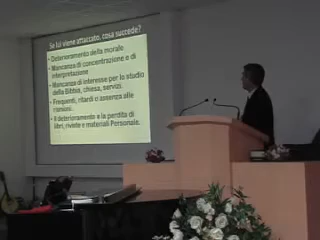 Se lui viene attaccato, cosa succede?
• Deterioramento della morale
• Mancanza di concentrazione e di
interpretazione
• Mancanza di interesse per lo studio
della Bibbia, chiesa, servizi.
• Frequenti, ritardi e assenza alle
riunioni.
• Il deterioramento e la perdita di
libri, riviste e materiali Personale.